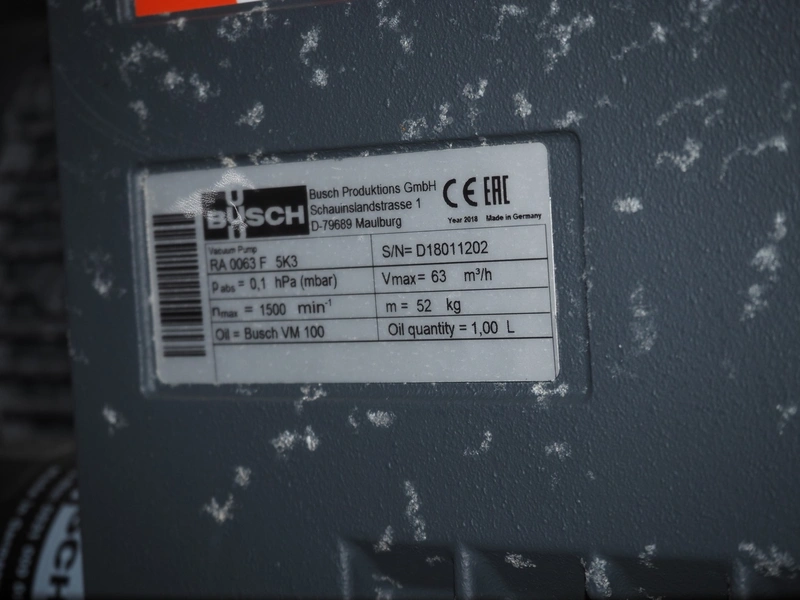 BUSCH
Busch Produktions GmbH
Schauinslandstrasse 1
D-79689 Maulburg
CE EAC
Year 2018 Made in Germany
Vacuum Pump
RA 0063 F 5K3
S/N= D18011202
Pabs = 0,1 hPa (mbar)
Vmax= 63 m³/h
nmax = 1500 min⁻¹
m = 52 kg
Oil = Busch VM 100
Oil quantity = 1,00 L